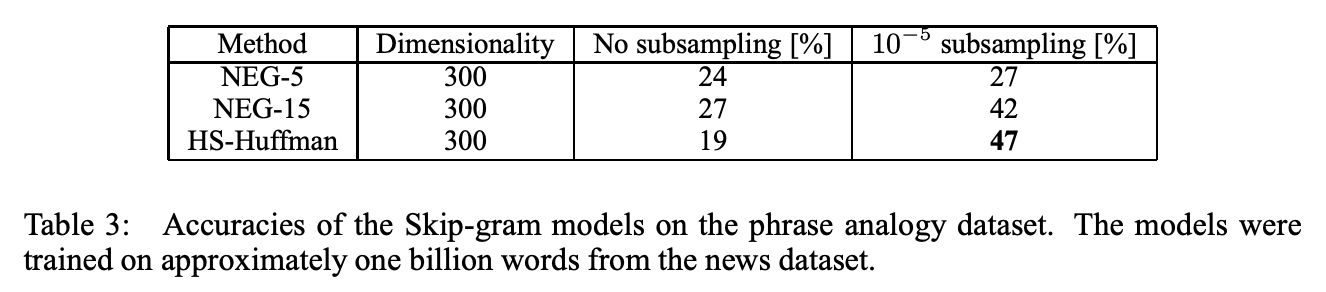 Method Dimensionality No subsampling [%] 10⁻⁵ subsampling [%]
NEG-5 300 24 27
NEG-15 300 27 42
HS-Huffman 300 19 47
Table 3: Accuracies of the Skip-gram models on the phrase analogy dataset. The models were
trained on approximately one billion words from the news dataset.